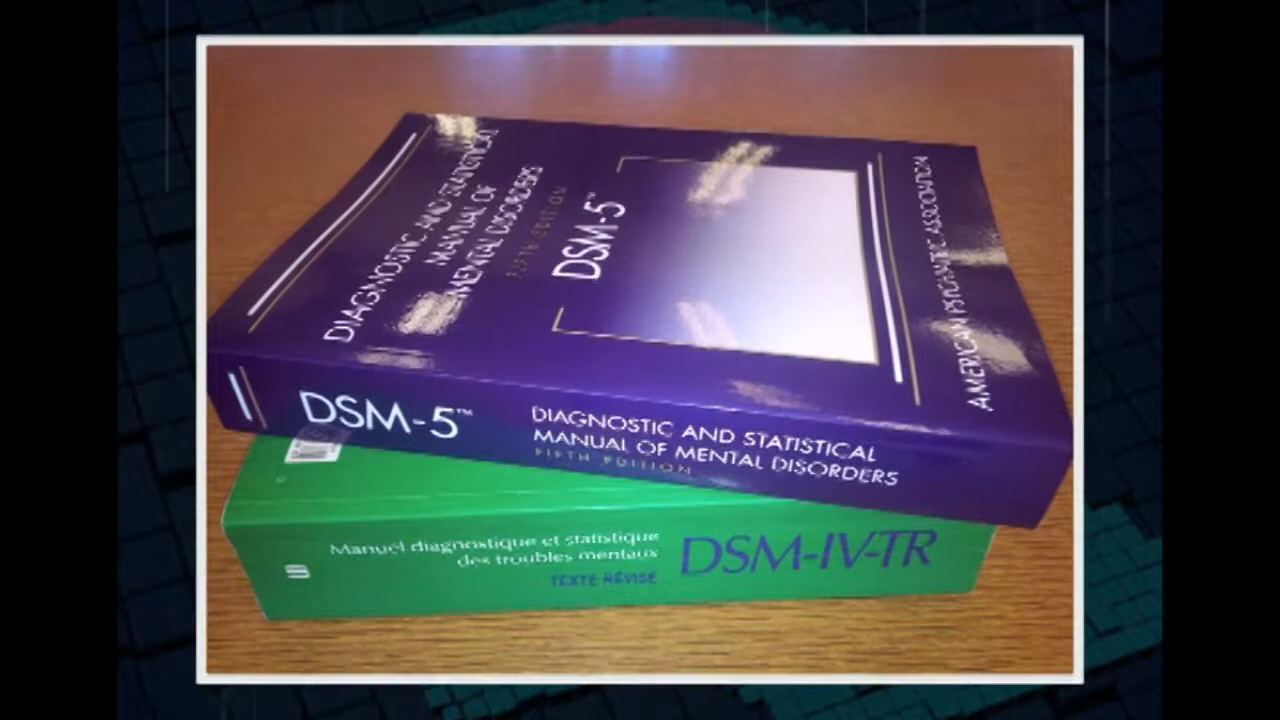 DIAGNOSTIC AND STATISTICAL
MANUAL OF
MENTAL DISORDERS
FIFTH EDITION
DSM-5™
AMERICAN PSYCHIATRIC ASSOCIATION
DSM-5™
DIAGNOSTIC AND STATISTICAL
MANUAL OF MENTAL DISORDERS
FIFTH EDITION
Manuel diagnostique et statistique
des troubles mentaux
TEXTE RÉVISÉ
DSM-IV-TR